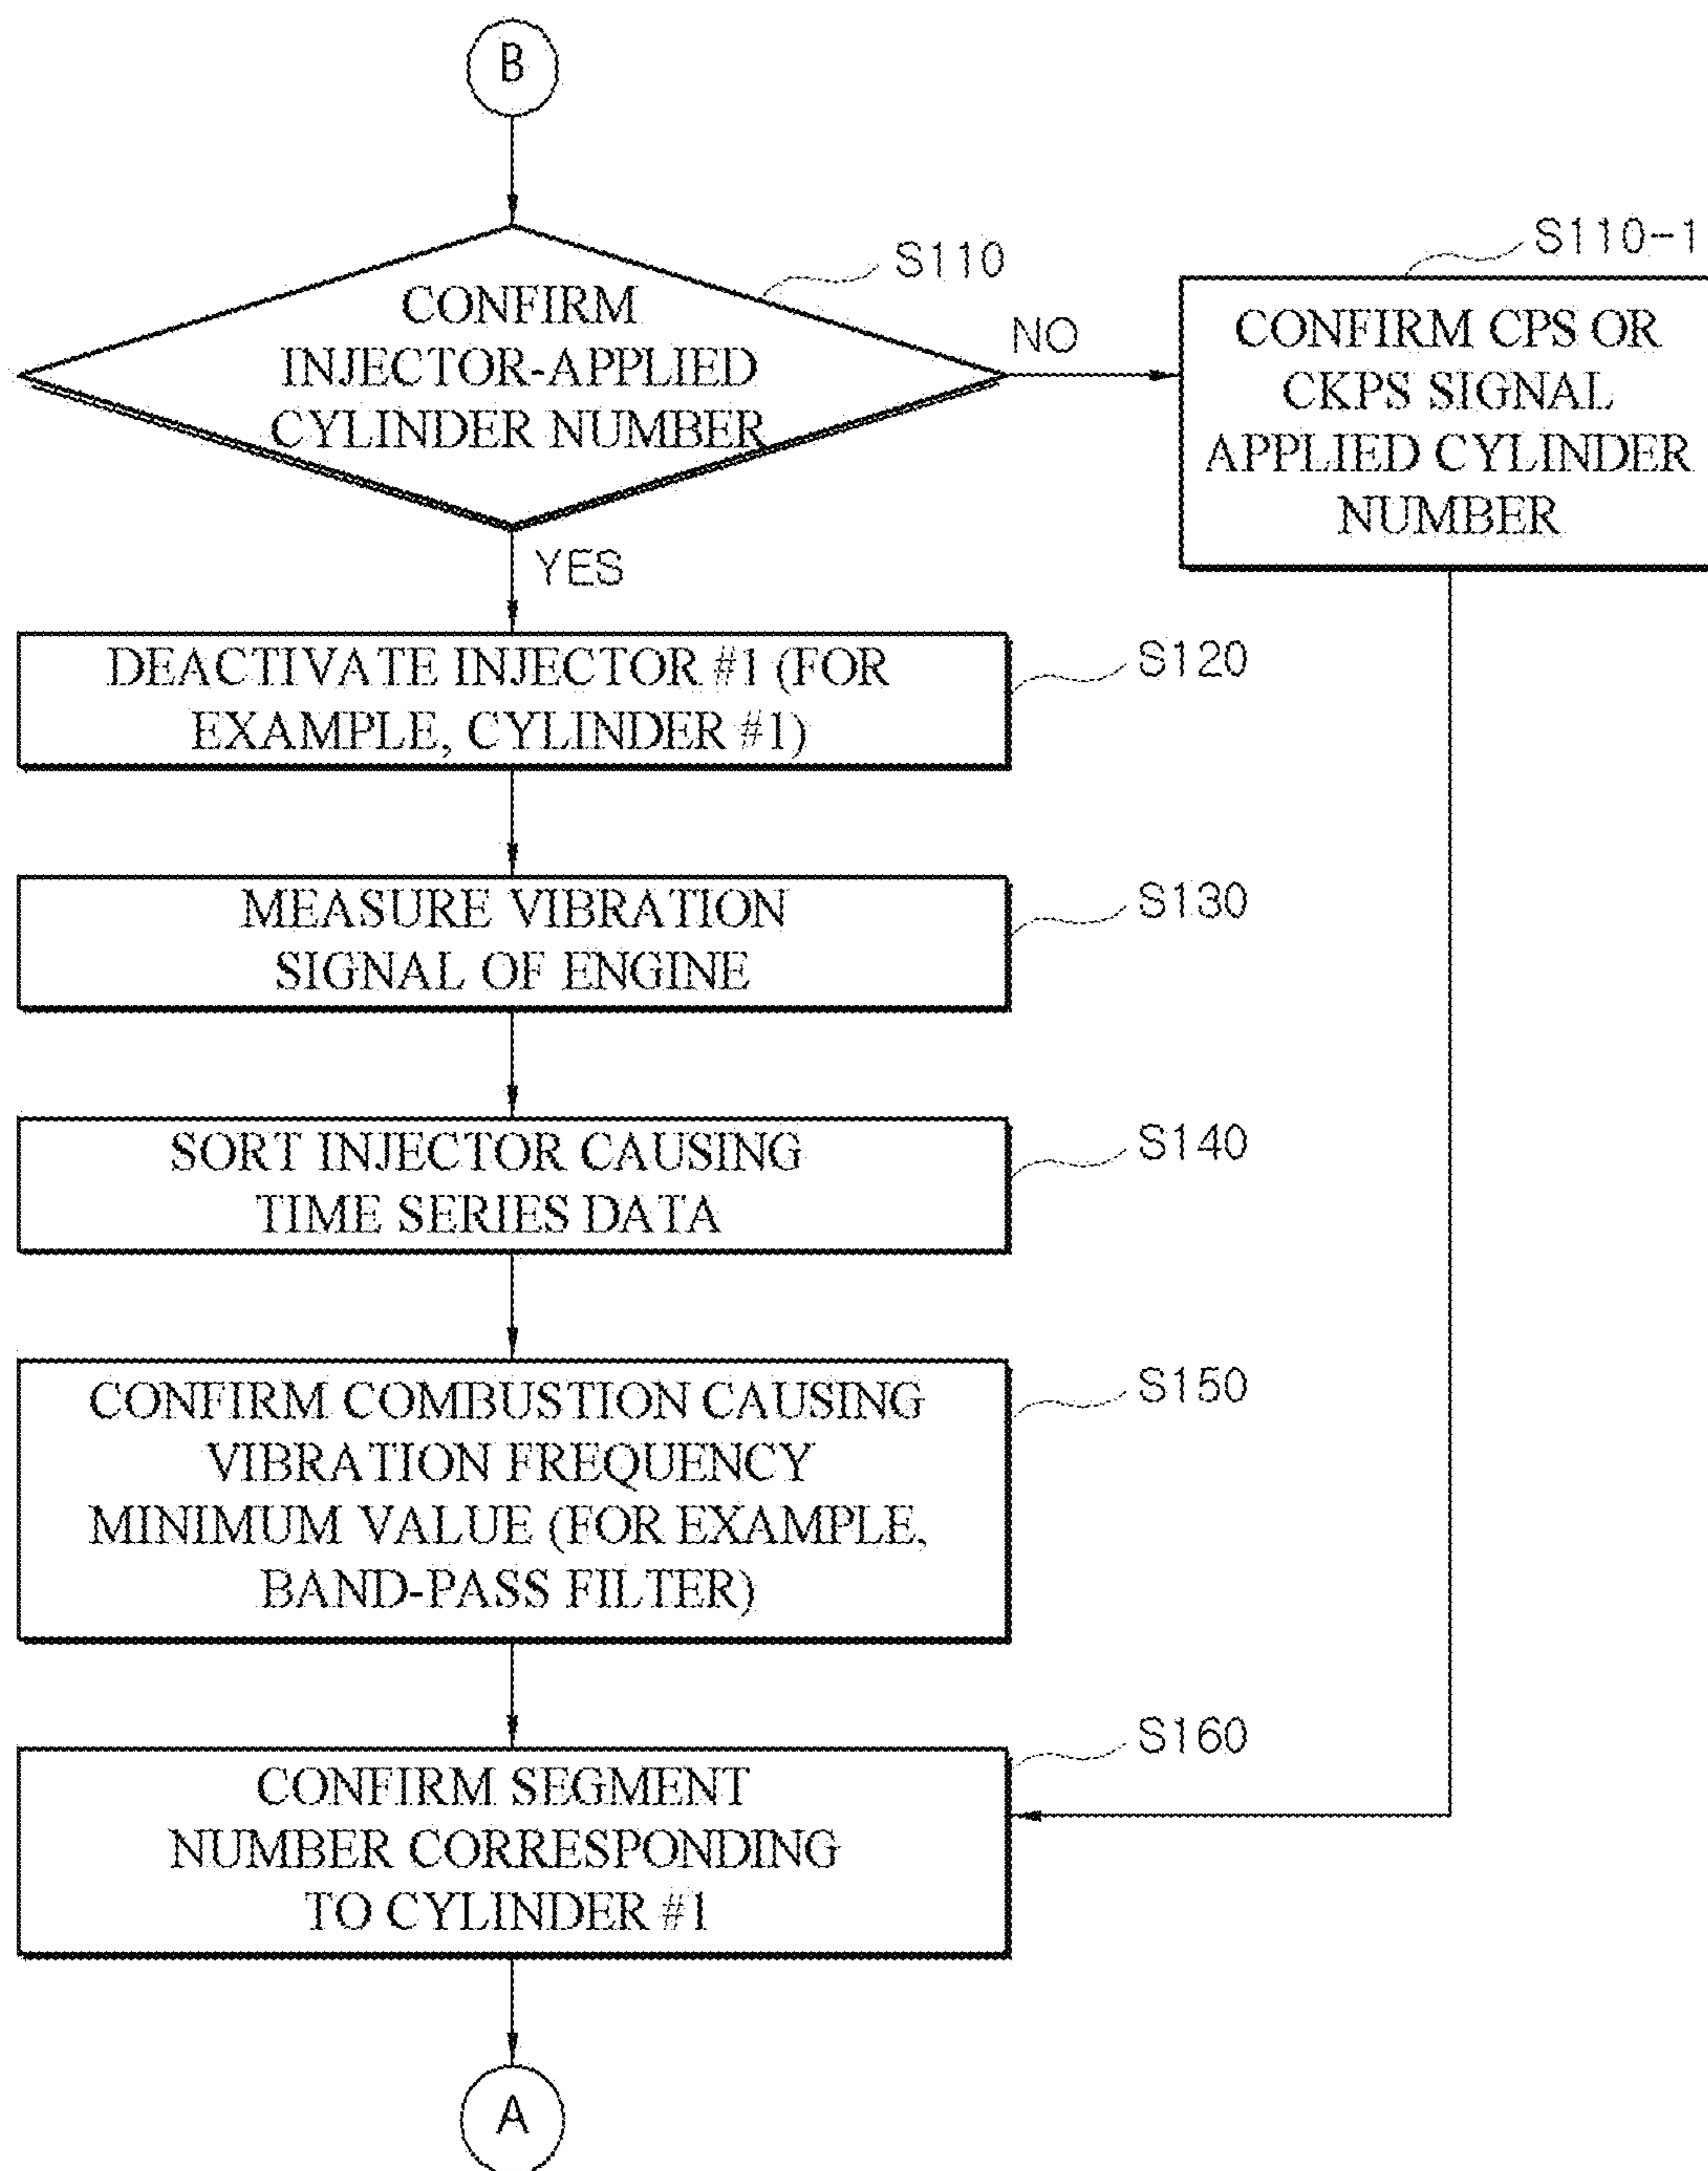 B
S110
CONFIRM
INJECTOR-APPLIED
CYLINDER NUMBER
NO
S110-1
CONFIRM CPS OR
CKPS SIGNAL
APPLIED CYLINDER
NUMBER
YES
DEACTIVATE INJECTOR #1 (FOR
EXAMPLE, CYLINDER #1)
S120
MEASURE VIBRATION
SIGNAL OF ENGINE
S130
SORT INJECTOR CAUSING
TIME SERIES DATA
S140
CONFIRM COMBUSTION CAUSING
VIBRATION FREQUENCY
MINIMUM VALUE (FOR EXAMPLE,
BAND-PASS FILTER)
S150
CONFIRM SEGMENT
NUMBER CORRESPONDING
TO CYLINDER #1
S160
A